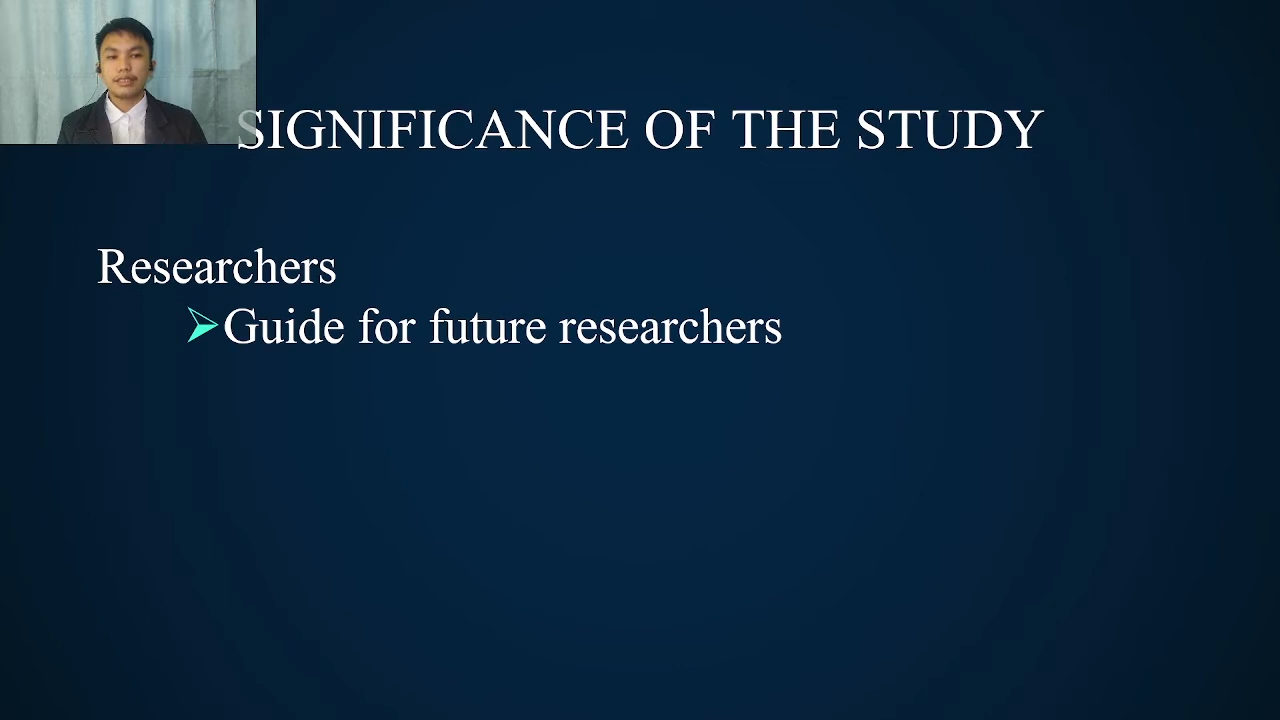 SIGNIFICANCE OF THE STUDY
Researchers
Guide for future researchers